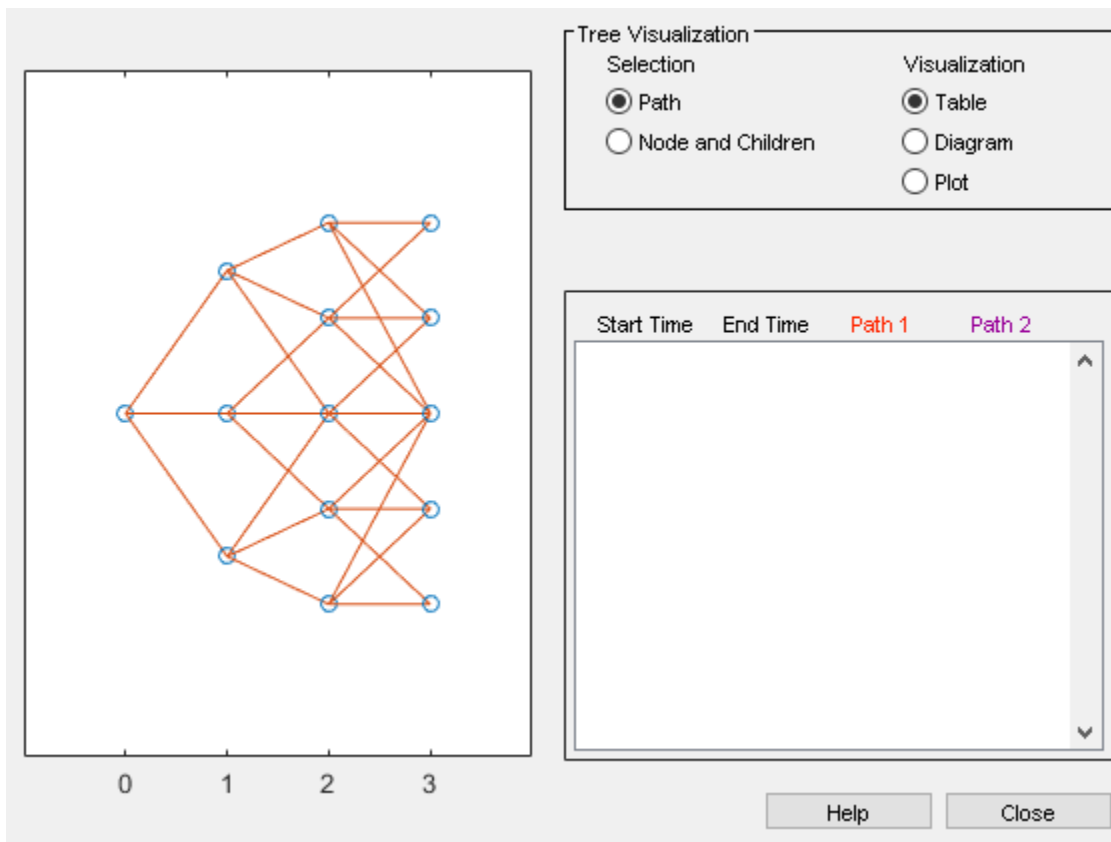 Tree Visualization
Selection Visualization
Path Table
Node and Children Diagram
Plot
Start Time End Time Path 1 Path 2
0 1 2 3
Help Close